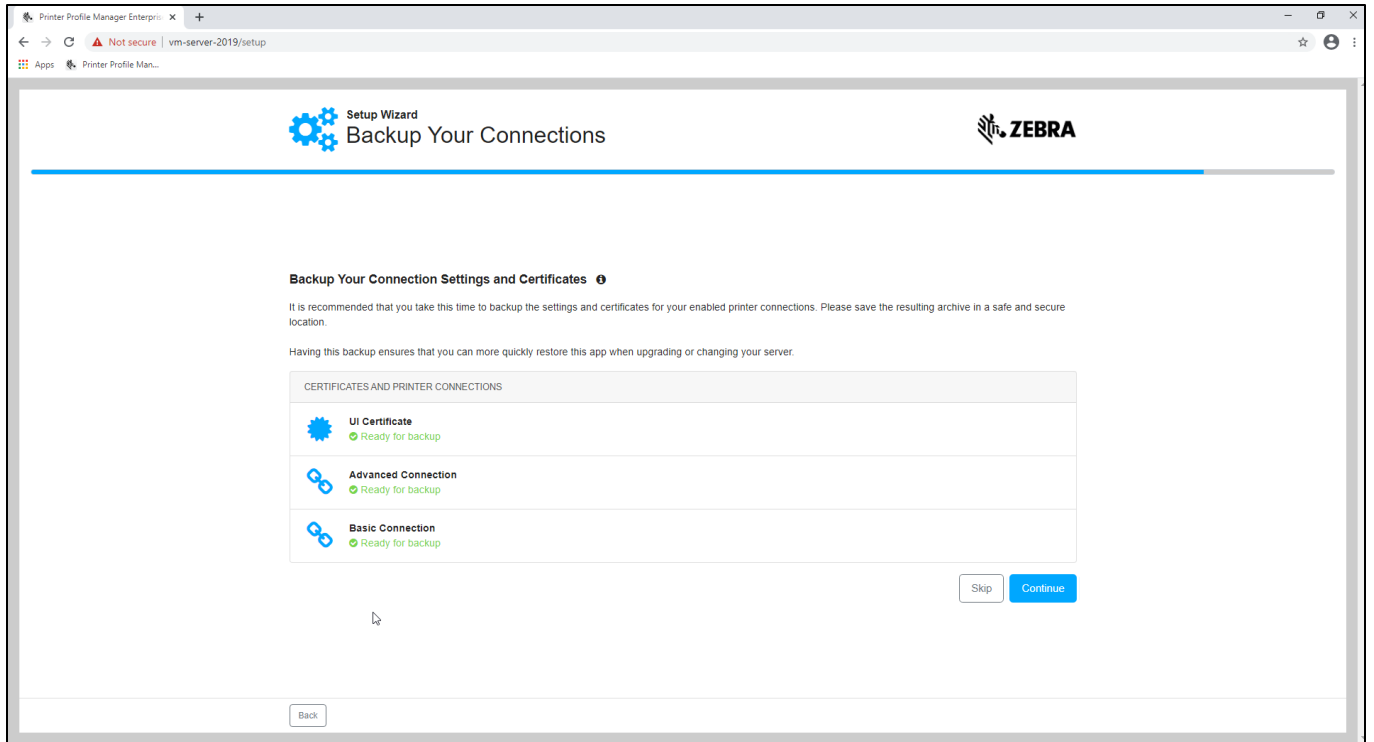 Printer Profile Manager Enterpris
Not secure | vm-server-2019/setup
Apps Printer Profile Man...
Setup Wizard
Backup Your Connections
ZEBRA
Backup Your Connection Settings and Certificates
It is recommended that you take this time to backup the settings and certificates for your enabled printer connections. Please save the resulting archive in a safe and secure
location.
Having this backup ensures that you can more quickly restore this app when upgrading or changing your server.
CERTIFICATES AND PRINTER CONNECTIONS
UI Certificate
Ready for backup
Advanced Connection
Ready for backup
Basic Connection
Ready for backup
Skip Continue
Back